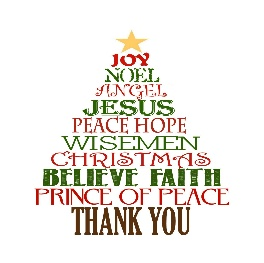 JOY
NOEL
ANGEL
JESUS
PEACE HOPE
WISEMEN
CHRISTMAS
BELIEVE FAITH
PRINCE OF PEACE
THANK YOU